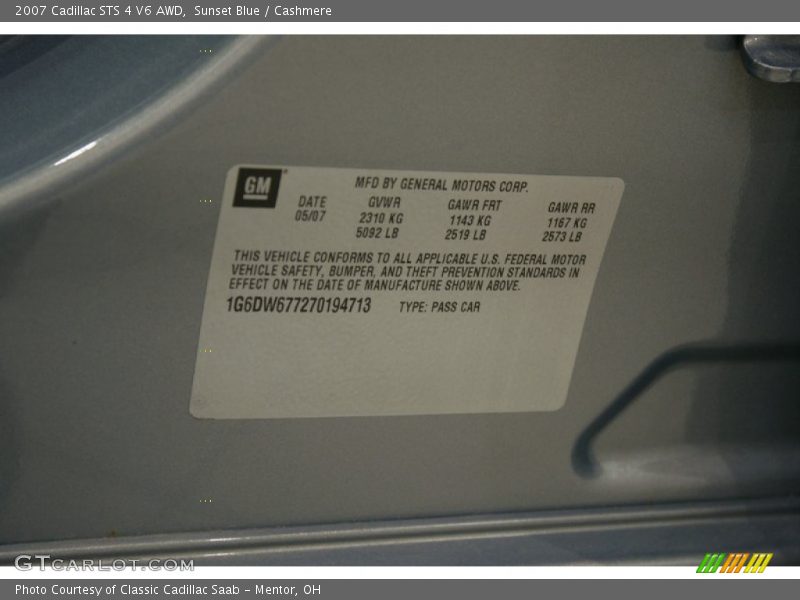 2007 Cadillac STS 4 V6 AWD, Sunset Blue / Cashmere
GM
MFD BY GENERAL MOTORS CORP.
DATE GVWR GAWR FRT GAWR RR
05/07 2310 KG 1143 KG 1167 KG
5092 LB 2519 LB 2573 LB
THIS VEHICLE CONFORMS TO ALL APPLICABLE U.S. FEDERAL MOTOR
VEHICLE SAFETY, BUMPER, AND THEFT PREVENTION STANDARDS IN
EFFECT ON THE DATE OF MANUFACTURE SHOWN ABOVE.
1G6DW677270194713 TYPE: PASS CAR
GTCARLOT.COM
Photo Courtesy of Classic Cadillac Saab - Mentor, OH